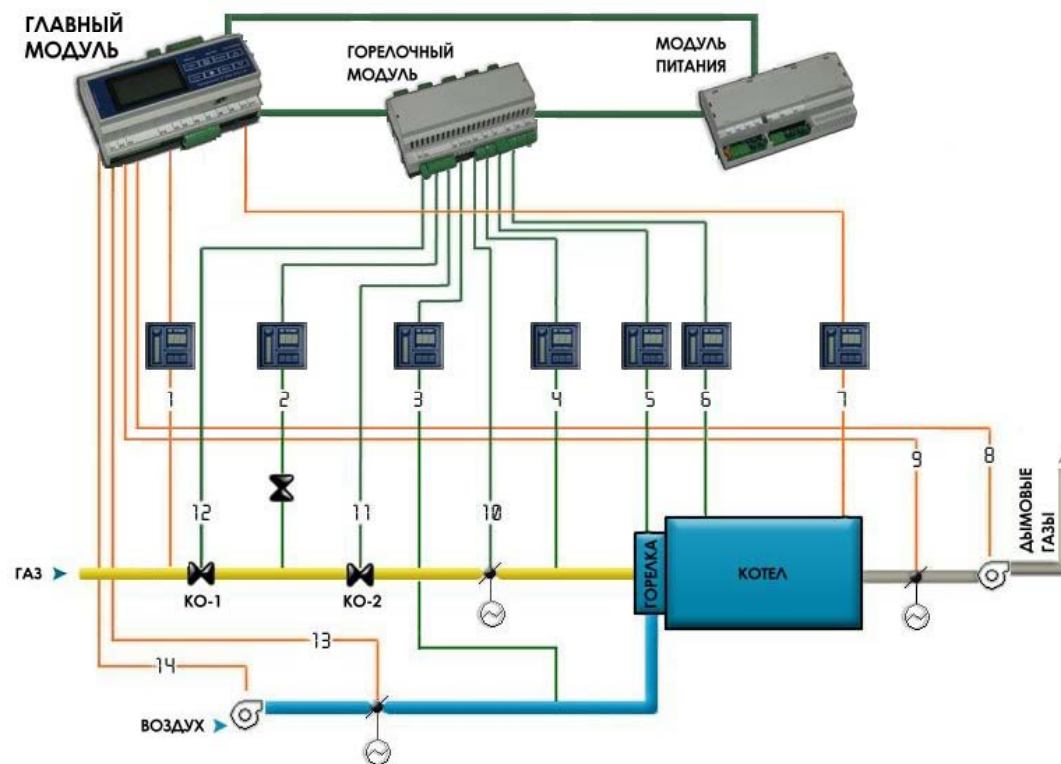 ГЛАВНЫЙ
МОДУЛЬ
ГОРЕЛОЧНЫЙ
МОДУЛЬ
МОДУЛЬ
ПИТАНИЯ
1
2
3
4
5
6
7
8
9
10
11
12
13
14
ГАЗ
КО-1
КО-2
ГОРЕЛКА
КОТЕЛ
ДЫМОВЫЕ
ГАЗЫ
ВОЗДУХ